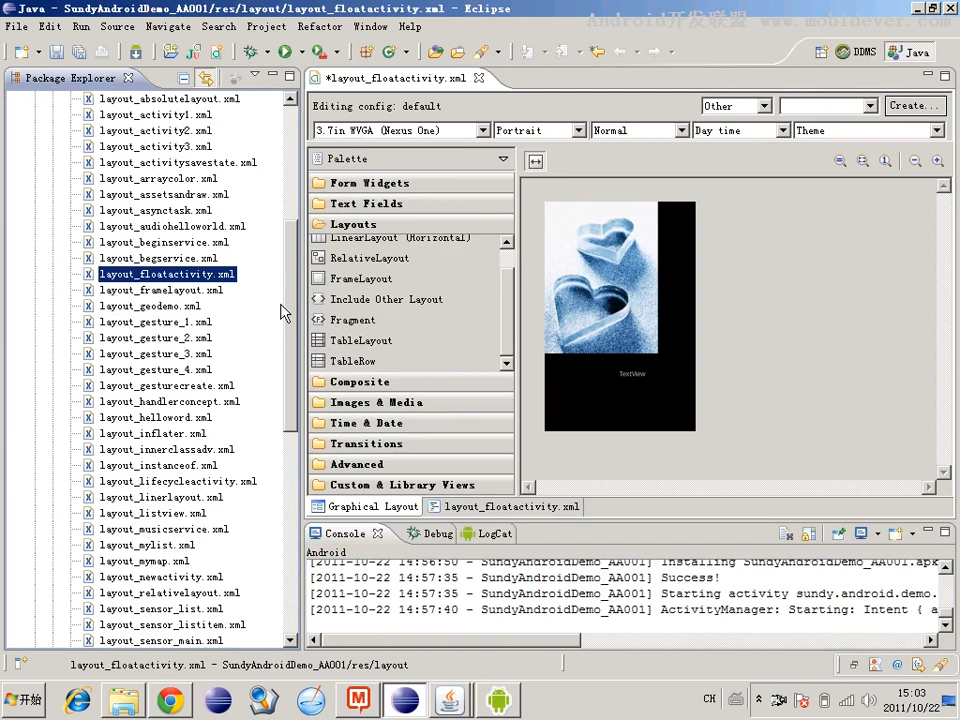 Java - SundyAndroidDemo_AA001/res/layout/layout_floatactivity.xml - Eclipse
Android开发联盟 www.mobidever.com
File Edit Run Source Navigate Search Project Refactor Window Help
DDMS Java
Package Explorer
*layout_floatactivity.xml
layout_absolutelayout.xml
layout_activity1.xml
layout_activity2.xml
layout_activity3.xml
layout_activitysavestate.xml
layout_arraycolor.xml
layout_assetsandraw.xml
layout_asynctask.xml
layout_audiohelloworld.xml
layout_beginservice.xml
layout_begservice.xml
layout_floatactivity.xml
layout_framelayout.xml
layout_geodemo.xml
layout_gesture_1.xml
layout_gesture_2.xml
layout_gesture_3.xml
layout_gesture_4.xml
layout_gesturecreate.xml
layout_handlerconcept.xml
layout_helloword.xml
layout_inflater.xml
layout_innerclassadv.xml
layout_instanceof.xml
layout_lifecycleactivity.xml
layout_linerlayout.xml
layout_listview.xml
layout_musicservice.xml
layout_mylist.xml
layout_mymap.xml
layout_newactivity.xml
layout_relativelayout.xml
layout_sensor_list.xml
layout_sensor_listitem.xml
layout_sensor_main.xml
Editing config: default
Other
Create...
3.7in WVGA (Nexus One) Portrait Normal Day time Theme
Palette
Form Widgets
Text Fields
Layouts
LinearLayout (Horizontal)
RelativeLayout
FrameLayout
Include Other Layout
Fragment
TableLayout
TableRow
Composite
Images & Media
Time & Date
Transitions
Advanced
Custom & Library Views
TextView
Graphical Layout layout_floatactivity.xml
Console Debug LogCat
Android
[2011-10-22 14:56:50 - SundyAndroidDemo_AA001] Installing SundyAndroidDemo_AA001.apk
[2011-10-22 14:57:35 - SundyAndroidDemo_AA001] Success!
[2011-10-22 14:57:35 - SundyAndroidDemo_AA001] Starting activity sundy.android.demo.
[2011-10-22 14:57:40 - SundyAndroidDemo_AA001] ActivityManager: Starting: Intent { a
layout_floatactivity.xml - SundyAndroidDemo_AA001/res/layout
开始
CH
15:03
2011/10/22